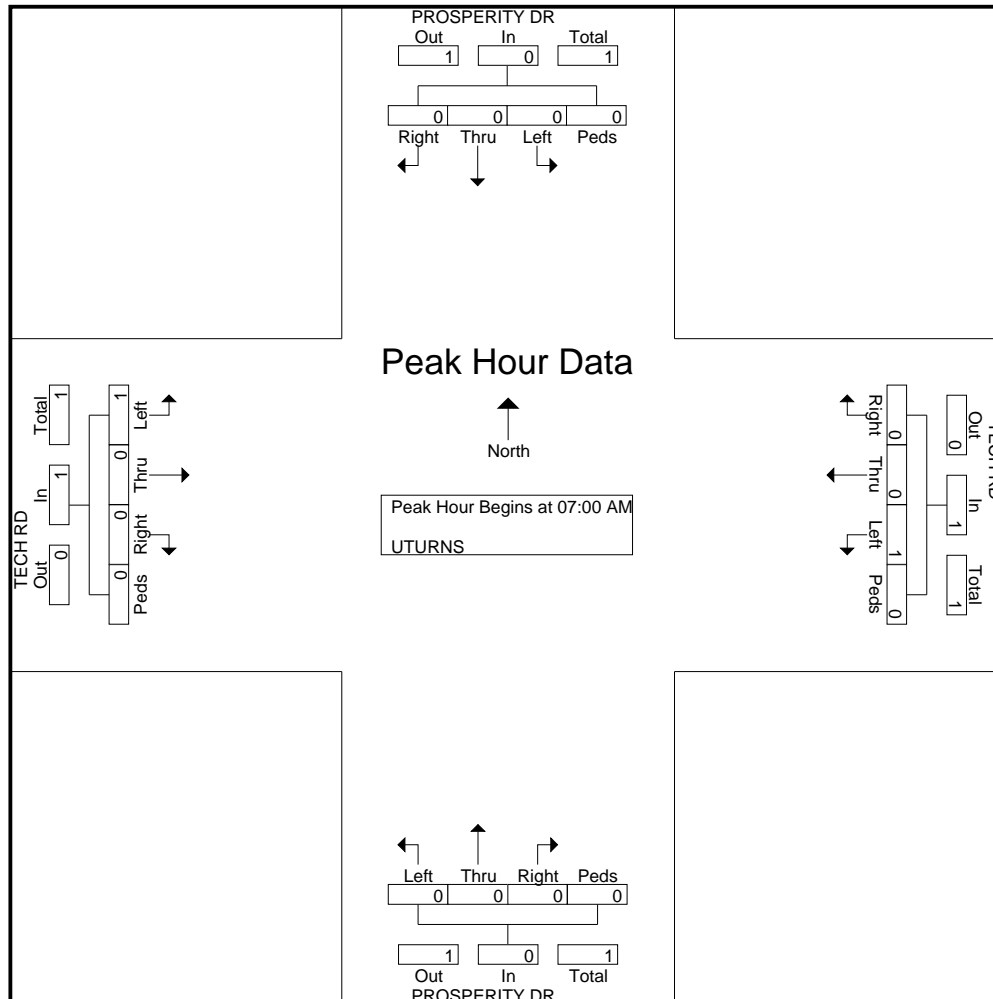 PROSPERITY DR
Out In Total
1 0 1
0 0 0 0
Right Thru Left Peds
Peak Hour Data
North
Peak Hour Begins at 07:00 AM
UTURNS
TECH RD
Out In Total
0 1 1
1 0 0 0
Left Thru Right Peds
Right Thru Left Peds
0 0 1 0
Out In Total
0 1 1
Left Thru Right Peds
0 0 0 0
1 0 1
Out In Total
PROSPERITY DR